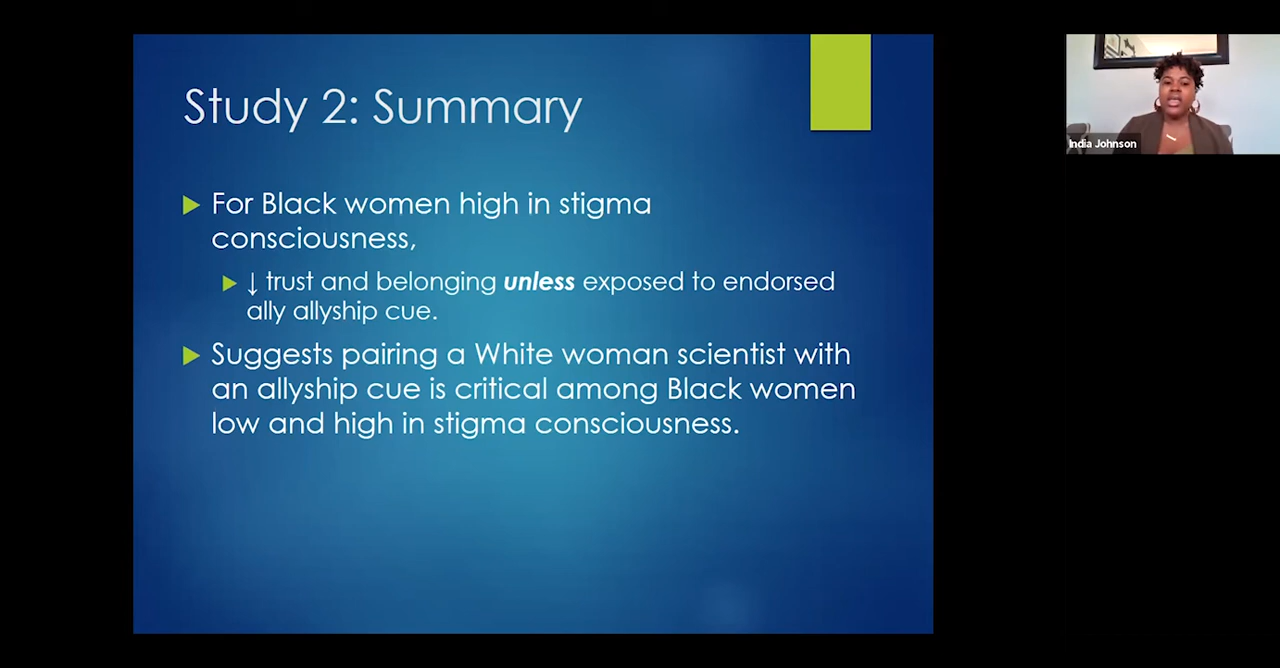 Study 2: Summary
India Johnson
For Black women high in stigma
consciousness,
↓ trust and belonging unless exposed to endorsed
ally allyship cue.
Suggests pairing a White woman scientist with
an allyship cue is critical among Black women
low and high in stigma consciousness.